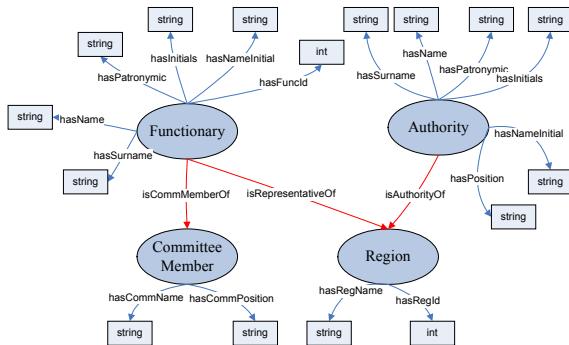 string
string
string
string
string
string
string
hasInitials
hasNameInitial
hasName
string
int
hasPatronymic
hasSurname
hasPatronymic
hasInitials
hasFuncId
string
hasName
Functionary
Authority
hasNameInitial
hasSurname
string
hasPosition
string
isCommMemberOf
isRepresentativeOf
isAuthorityOf
string
Committee
Member
Region
hasCommName
hasCommPosition
hasRegName
hasRegId
string
string
string
int